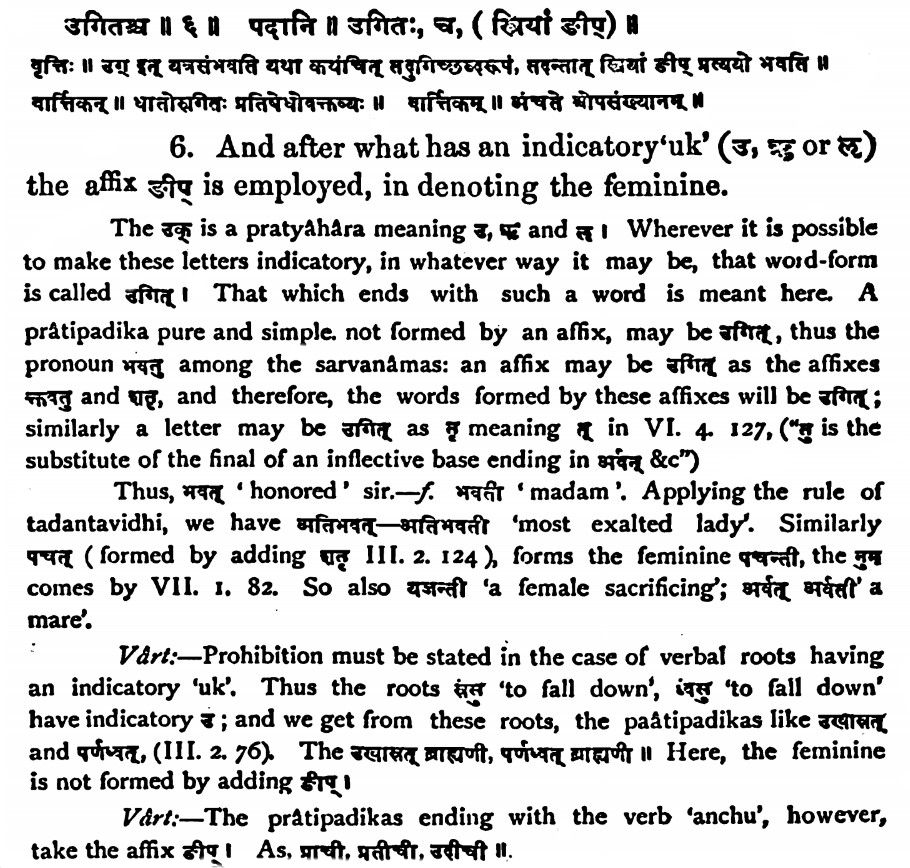 उगितश्च ॥ ६ ॥ पदानि ॥ उगितः, च, ( स्त्रियां ङीप्) ॥
वृत्तिः ॥ उग् इत् यत्रसंभवति यथा कयंचित् तदुगिच्छब्दरूपं, तदन्तात् स्त्रियां ङीप् प्रत्ययो भवति ॥
वार्त्तिकन् ॥ धातोरुगितः प्रतिषेधोवक्तव्यः ॥ वार्त्तिकम् ॥ अंचते श्चोपसंख्यानम् ॥
6. And after what has an indicatory 'uk' (उ, ऋ or ऌ)
the affix ङीप् is employed, in denoting the feminine.
The उक् is a pratyâhâra meaning उ, ऋ and ऌ । Wherever it is possible
to make these letters indicatory, in whatever way it may be, that word-form
is called उगित् । That which ends with such a word is meant here. A
prâtipadika pure and simple. not formed by an affix, may be उगित्, thus the
pronoun भवतु among the sarvanâmas: an affix may be उगित् as the affixes
क्तवतु and शतृ, and therefore, the words formed by these affixes will be उगित् ;
similarly a letter may be उगित् as तृ meaning त् in VI. 4. 127, ("तृ is the
substitute of the final of an inflective base ending in अर्वन् &c")
Thus, भवत् 'honored' sir.—f. भवती 'madam'. Applying the rule of
tadantavidhi, we have अतिभवत्—अतिभवती 'most exalted lady'. Similarly
पचत् ( formed by adding शतृ III. 2. 124 ), forms the feminine पचन्ती, the नुम
comes by VII. 1. 82. So also यजन्ती 'a female sacrificing'; अर्वत् अर्वती' a
mare'.
Vârt:—Prohibition must be stated in the case of verbal roots having
an indicatory 'uk'. Thus the roots स्रंसु 'to fall down', ध्वंसु 'to fall down'
have indicatory उ ; and we get from these roots, the paâtipadikas like उखास्रत्
and पर्णध्वत्, (III. 2. 76). The उखास्रत् ब्राह्मणी, पर्णध्वत् ब्राह्मणी ॥ Here, the feminine
is not formed by adding ङीप् ।
Vârt:—The prâtipadikas ending with the verb 'anchu', however,
take the affix ङीप् । As, प्राची, प्रतीची, उदीची ॥